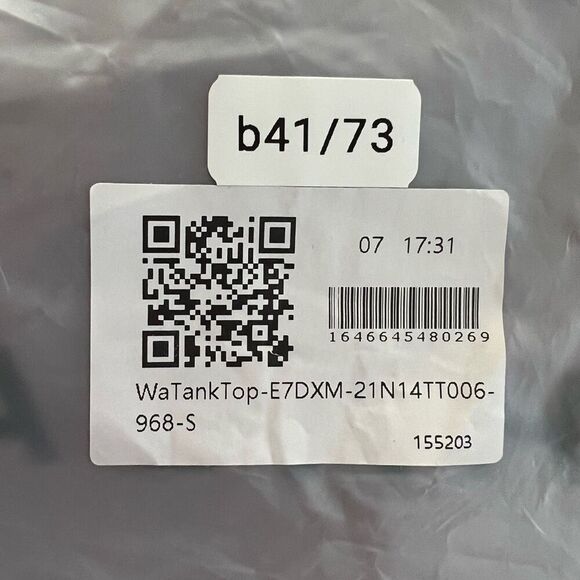 b41/73
07 17:31
1646645480269
WaTankTop-E7DXM-21N14TT006-
968-S
155203